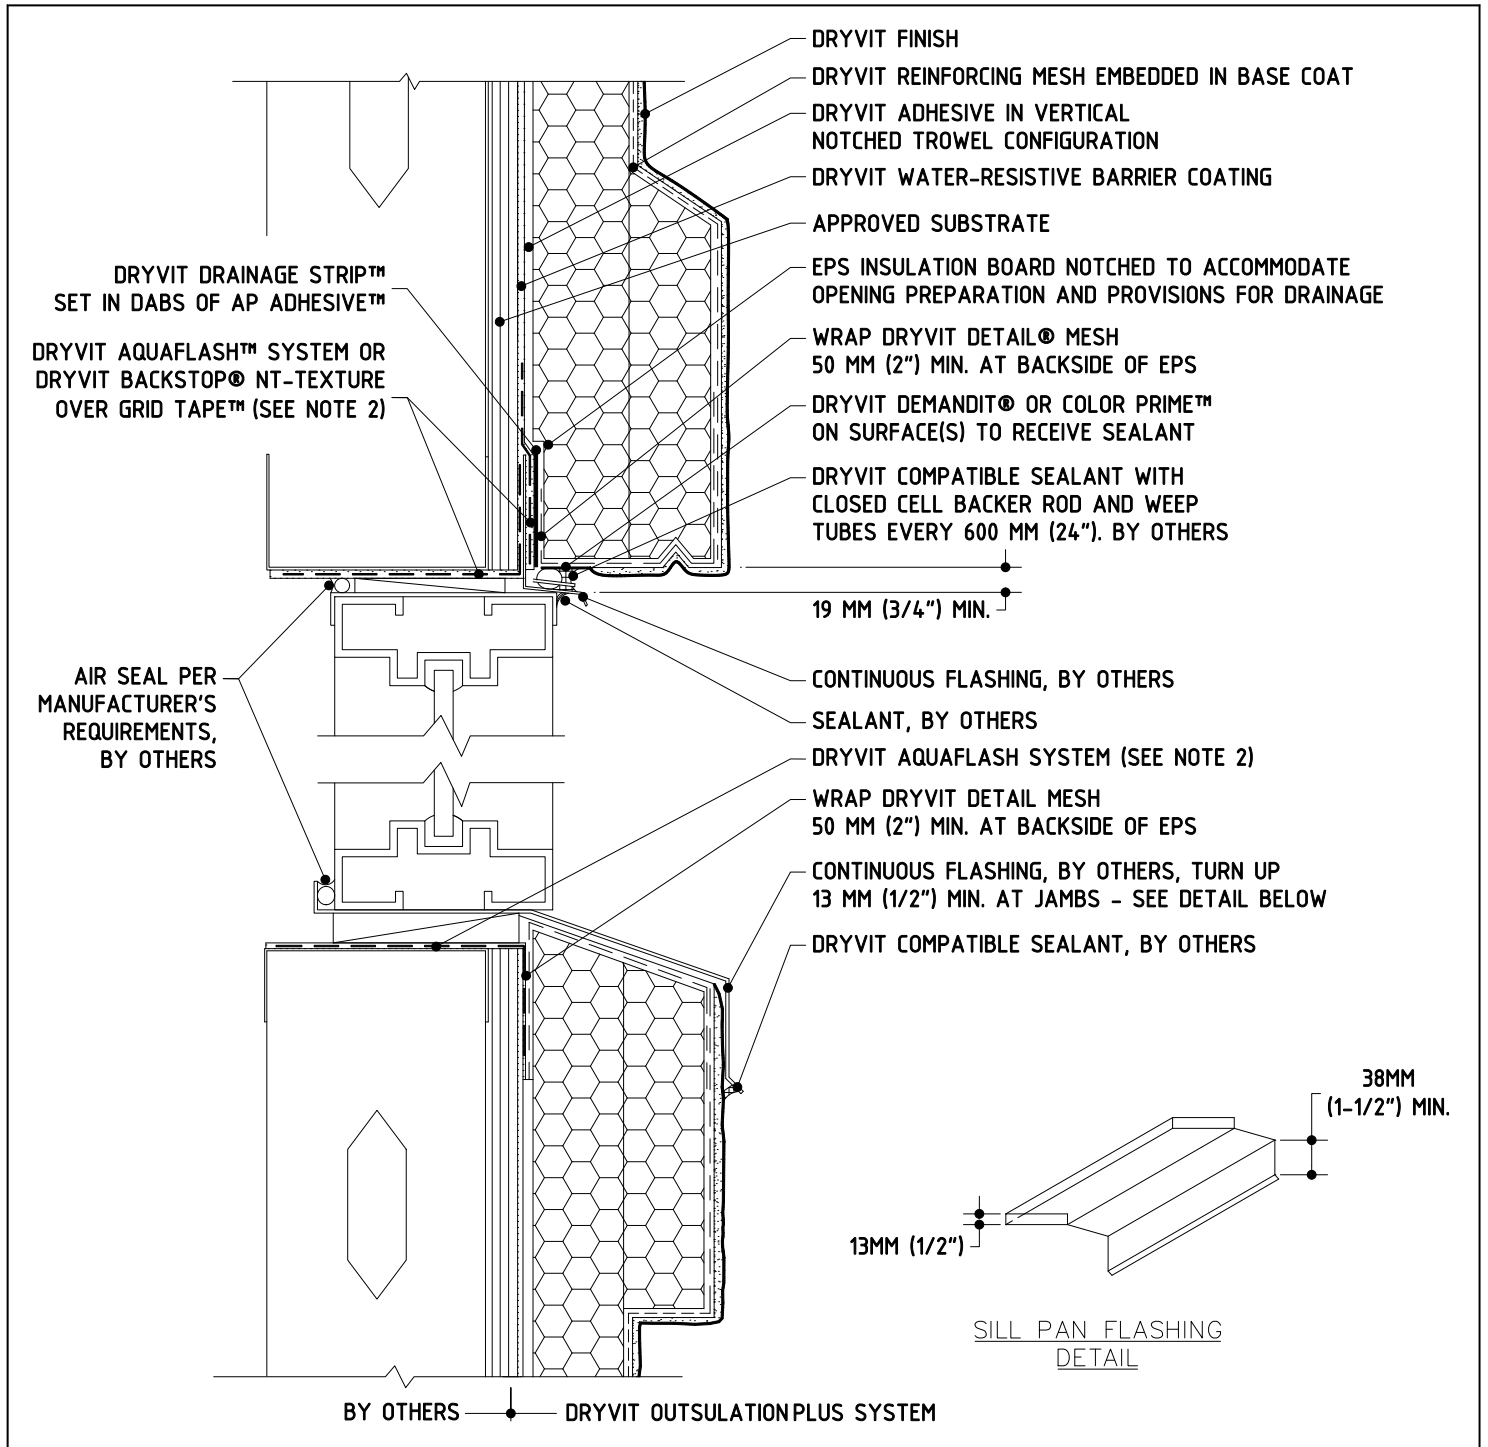 DRYVIT FINISH
DRYVIT REINFORCING MESH EMBEDDED IN BASE COAT
DRYVIT ADHESIVE IN VERTICAL
NOTCHED TROWEL CONFIGURATION
DRYVIT WATER-RESISTIVE BARRIER COATING
APPROVED SUBSTRATE
EPS INSULATION BOARD NOTCHED TO ACCOMMODATE
OPENING PREPARATION AND PROVISIONS FOR DRAINAGE
WRAP DRYVIT DETAIL® MESH
50 MM (2") MIN. AT BACKSIDE OF EPS
DRYVIT DEMANDIT® OR COLOR PRIME™
ON SURFACE(S) TO RECEIVE SEALANT
DRYVIT COMPATIBLE SEALANT WITH
CLOSED CELL BACKER ROD AND WEEP
TUBES EVERY 600 MM (24"). BY OTHERS
19 MM (3/4") MIN.
CONTINUOUS FLASHING, BY OTHERS
SEALANT, BY OTHERS
DRYVIT AQUAFLASH SYSTEM (SEE NOTE 2)
WRAP DRYVIT DETAIL MESH
50 MM (2") MIN. AT BACKSIDE OF EPS
CONTINUOUS FLASHING, BY OTHERS, TURN UP
13 MM (1/2") MIN. AT JAMBS - SEE DETAIL BELOW
DRYVIT COMPATIBLE SEALANT, BY OTHERS
DRYVIT DRAINAGE STRIP™
SET IN DABS OF AP ADHESIVE™
DRYVIT AQUAFLASH™ SYSTEM OR
DRYVIT BACKSTOP® NT-TEXTURE
OVER GRID TAPE™ (SEE NOTE 2)
AIR SEAL PER
MANUFACTURER'S
REQUIREMENTS,
BY OTHERS
38MM
(1-1/2") MIN.
13MM (1/2")
SILL PAN FLASHING
DETAIL
BY OTHERS
DRYVIT OUTSULATION PLUS SYSTEM